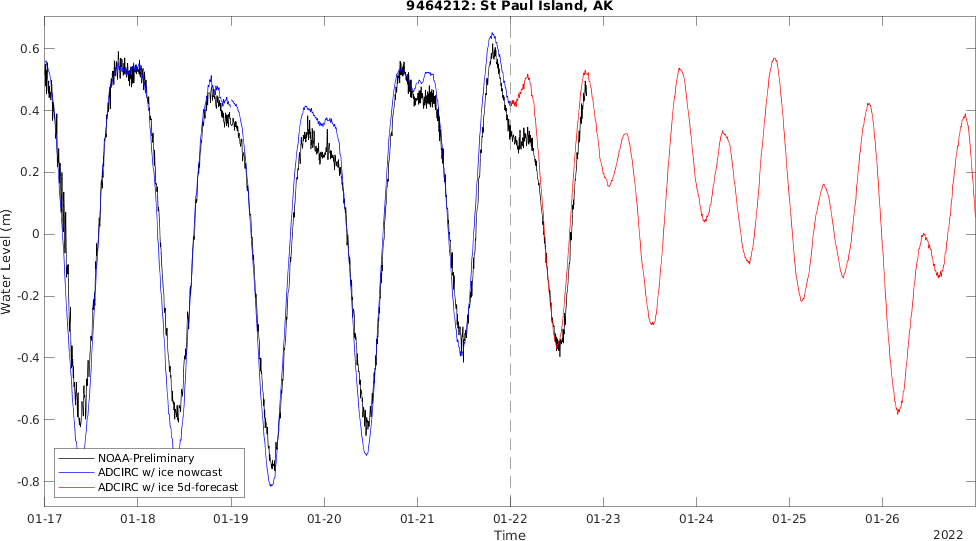 9464212: St Paul Island, AK
Water Level (m)
0.6
0.4
0.2
0
-0.2
-0.4
-0.6
-0.8
NOAA-Preliminary
ADCIRC w/ ice nowcast
ADCIRC w/ ice 5d-forecast
01-17 01-18 01-19 01-20 01-21 01-22 01-23 01-24 01-25 01-26
Time
2022